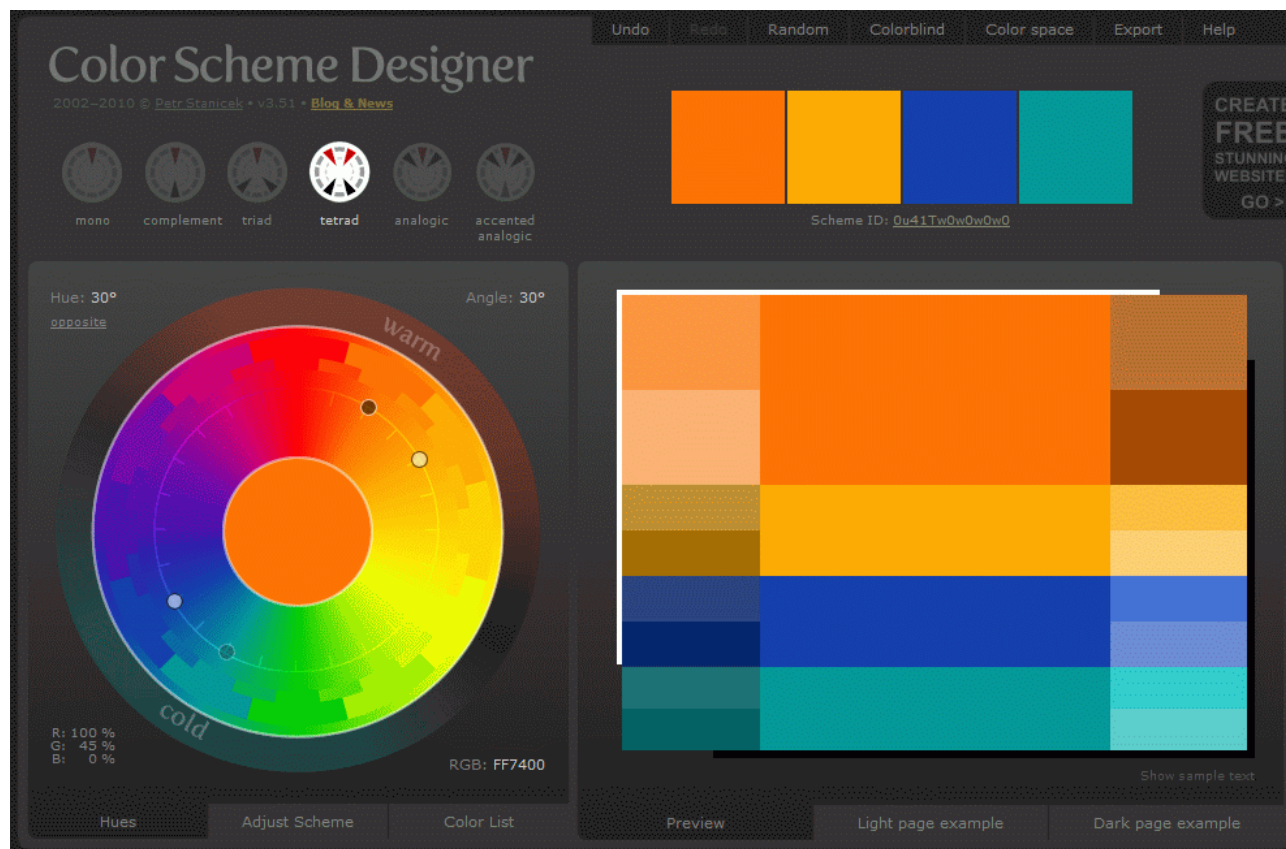 Undo Redo Random Colorblind Color space Export Help
Color Scheme Designer
2002–2010 © Petr Stanicek • v3.51 • Blog & News
mono complement triad tetrad analogic accented
analogic
Scheme ID: 0u41Tw0w0w0w0
CREATE
FREE
STUNNING
WEBSITE
GO >
Hue: 30° Angle: 30°
opposite
warm
cold
R: 100 %
G: 45 %
B: 0 %
RGB: FF7400
Hues Adjust Scheme Color List
Show sample text
Preview Light page example Dark page example